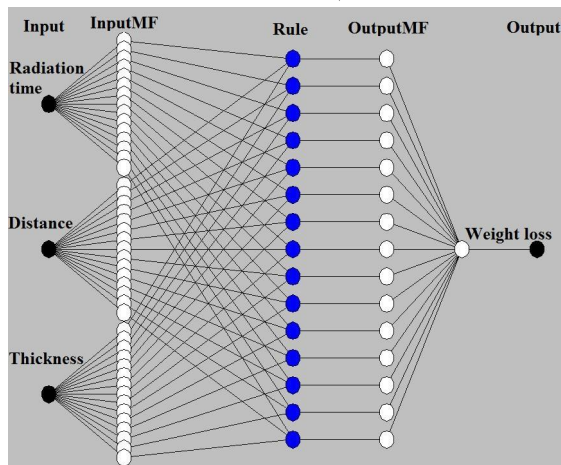 Input InputMF Rule OutputMF Output
Radiation
time
Distance
Weight loss
Thickness